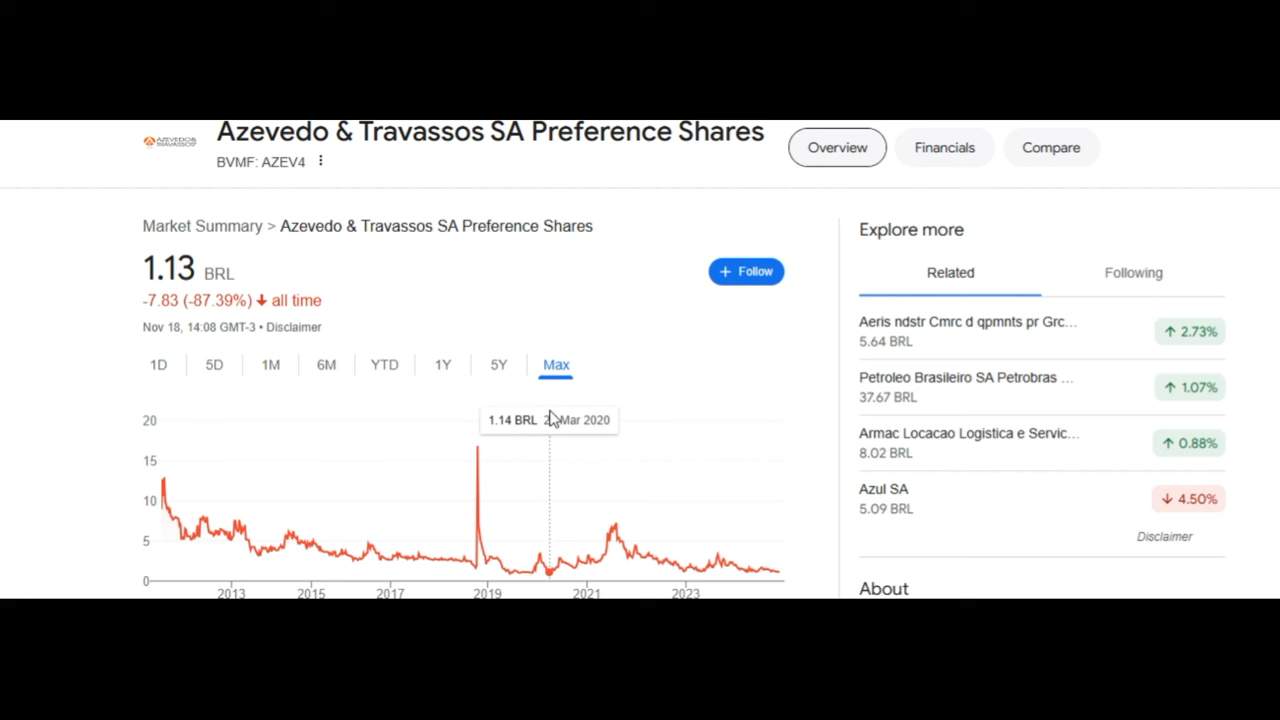 AZEVEDO&
TRAVASSOS
Azevedo & Travassos SA Preference Shares
BVMF: AZEV4
Overview
Financials
Compare
Market Summary > Azevedo & Travassos SA Preference Shares
1.13 BRL
+ Follow
-7.83 (-87.39%) ↓ all time
Nov 18, 14:08 GMT-3 • Disclaimer
1D 5D 1M 6M YTD 1Y 5Y Max
1.14 BRL Mar 2020
20
15
10
5
0
2013 2015 2017 2019 2021 2023
Explore more
Related Following
Aeris ndstr Cmrc d qpmnts pr Grc...
5.64 BRL
↑ 2.73%
Petroleo Brasileiro SA Petrobras ...
37.67 BRL
↑ 1.07%
Armac Locacao Logistica e Servic...
8.02 BRL
↑ 0.88%
Azul SA
5.09 BRL
↓ 4.50%
Disclaimer
About